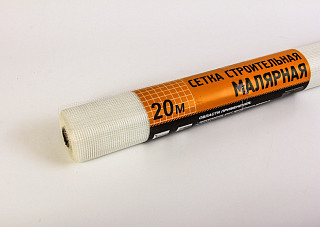 СЕТКА СТРОИТЕЛЬНАЯ
МАЛЯРНАЯ
20м
ОБЛАСТИ ПРИМЕНЕНИЯ: